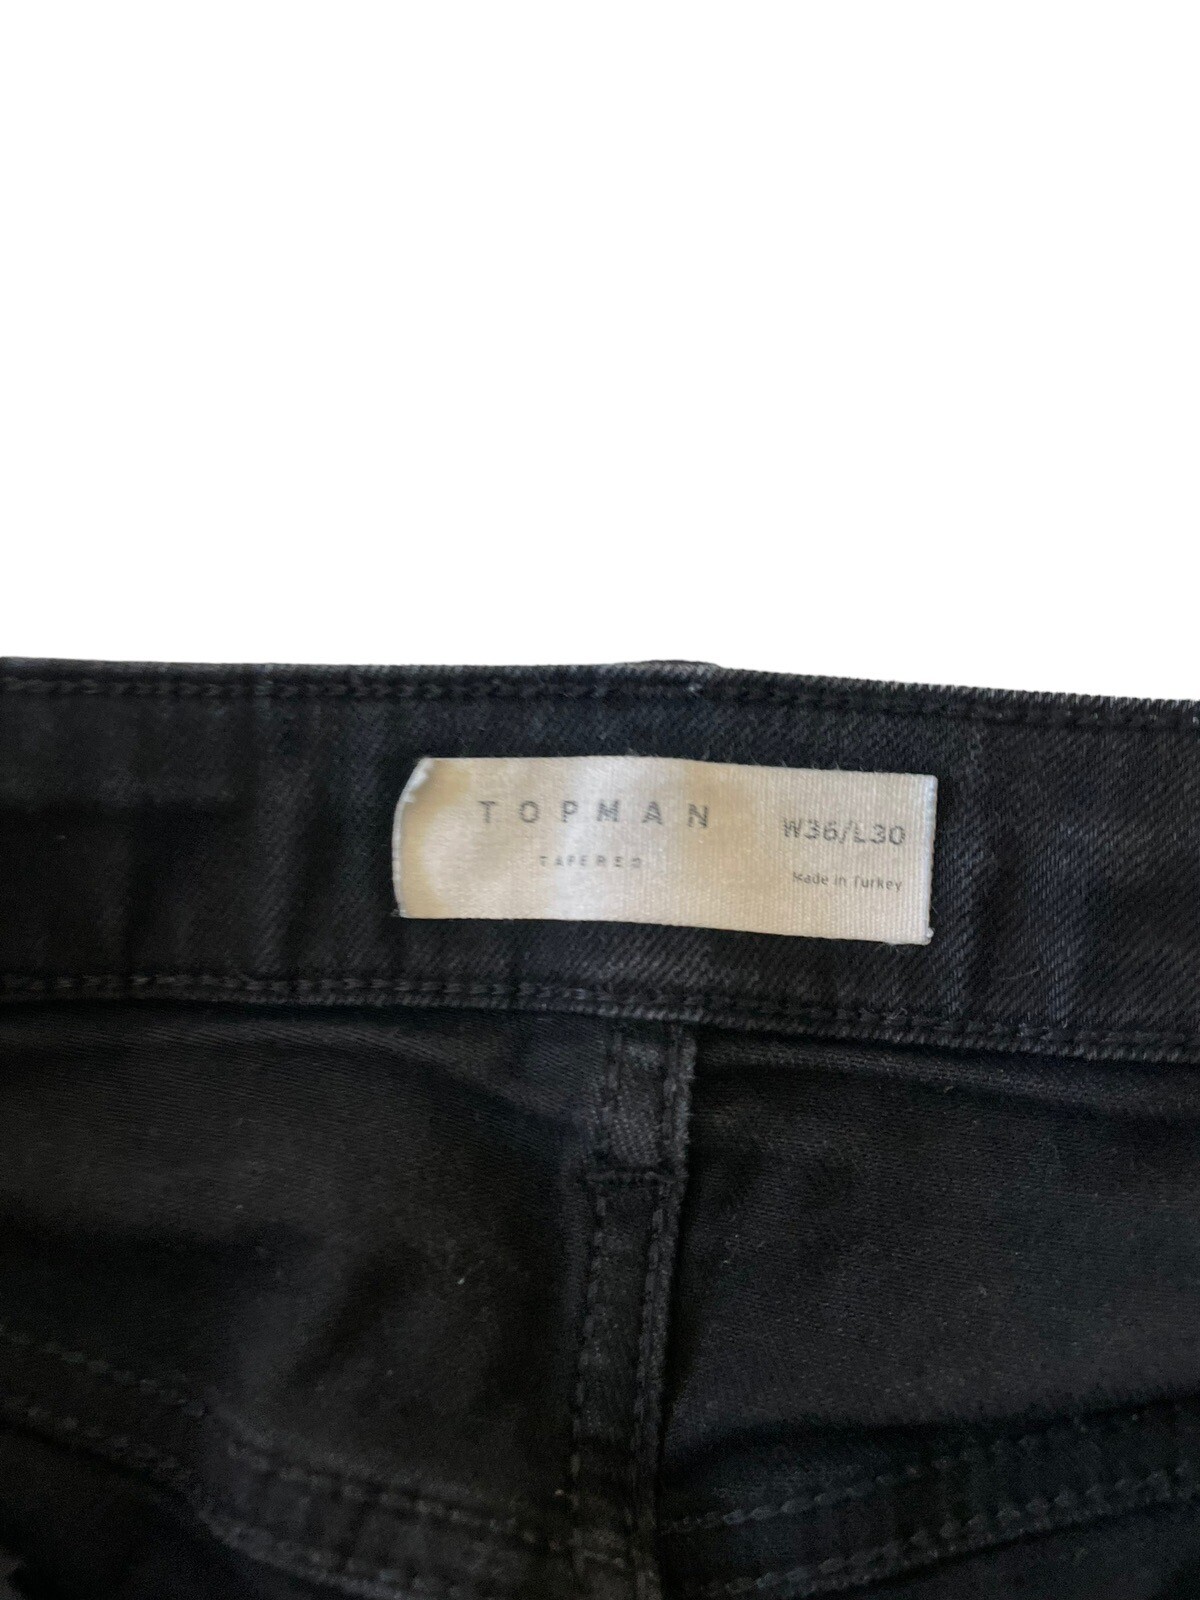 TOPMAN
TAPERED
W36/L30
Made in Turkey